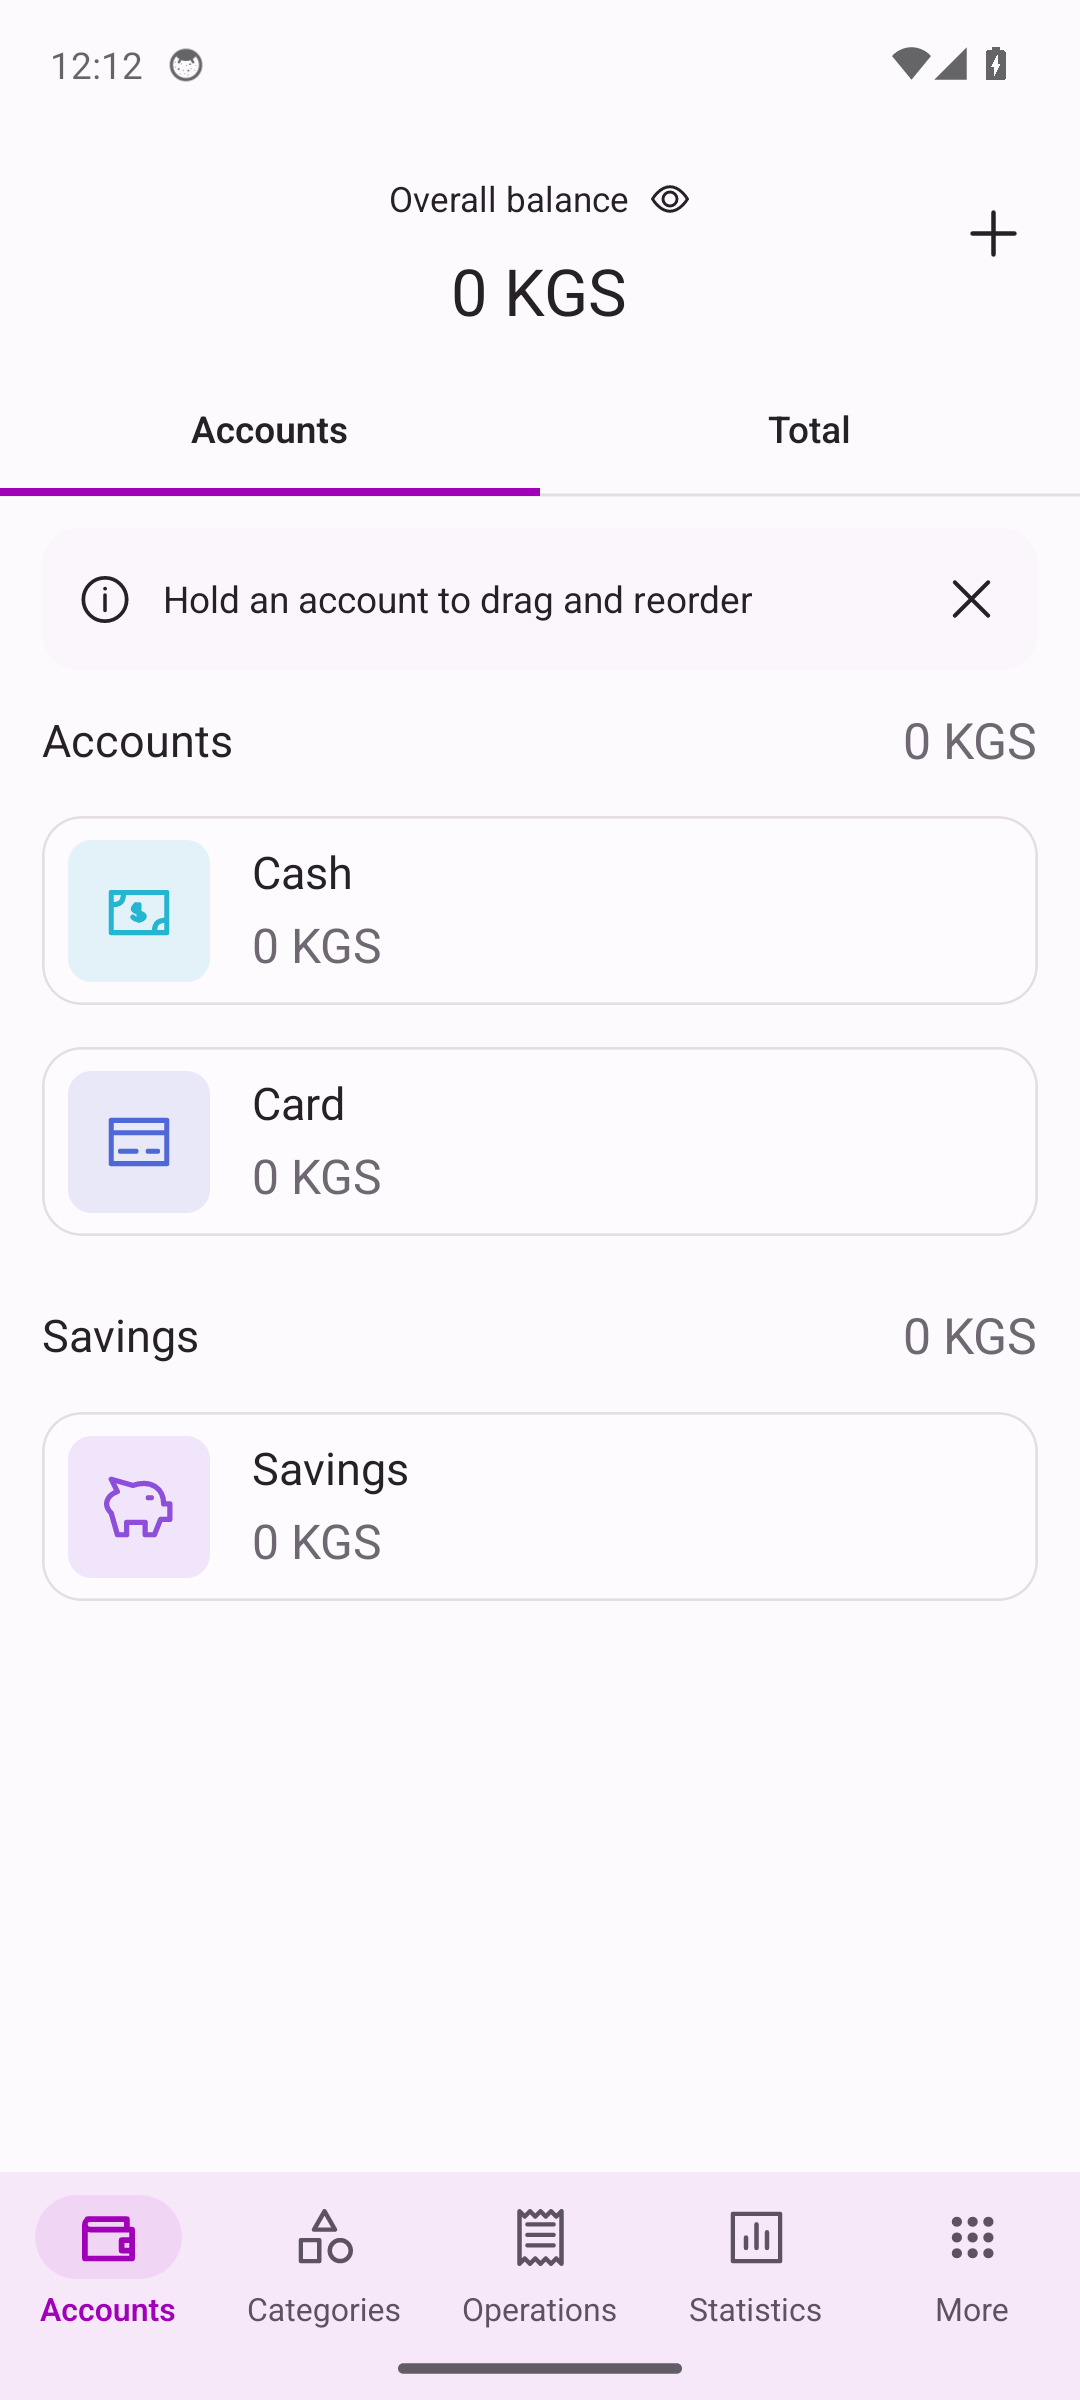 12:12
Overall balance
0 KGS
Accounts
Total
Hold an account to drag and reorder
Accounts
0 KGS
Cash
0 KGS
Card
0 KGS
Savings
0 KGS
Savings
0 KGS
Accounts
Categories
Operations
Statistics
More